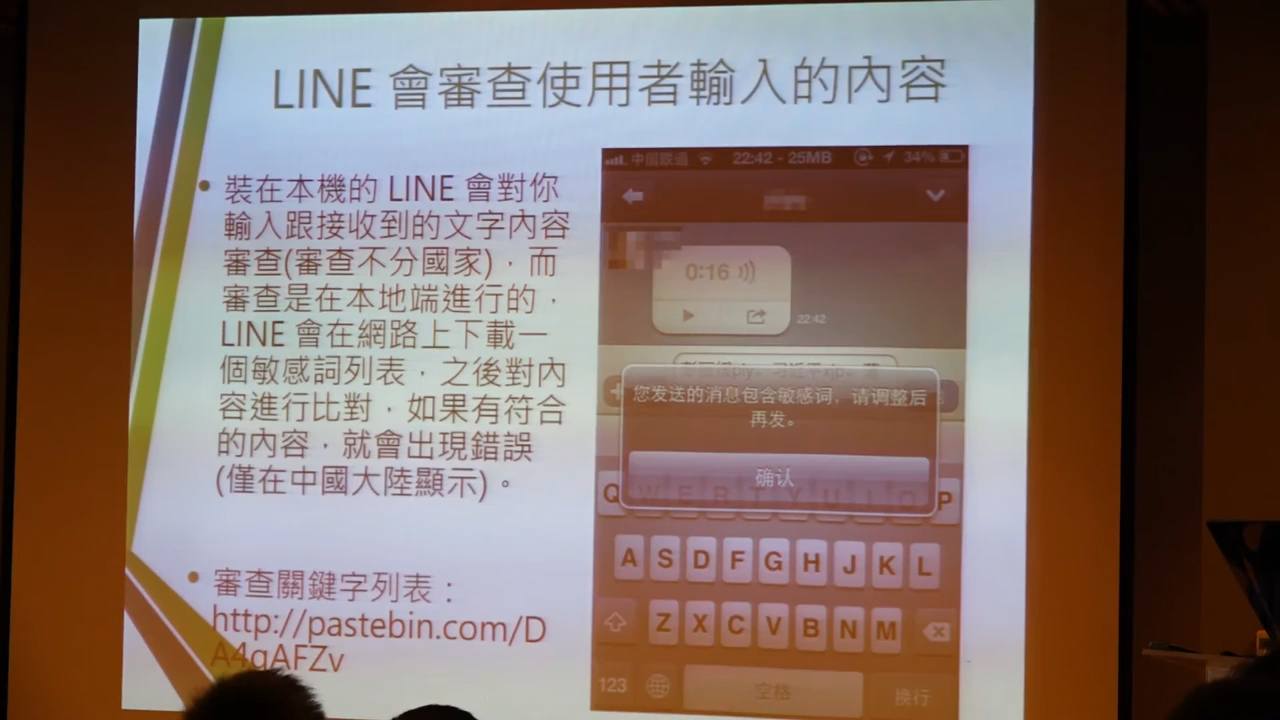 LINE 會審查使用者輸入的內容
裝在本機的 LINE 會對你
輸入跟接收到的文字內容
審查(審查不分國家)，而
審查是在本地端進行的，
LINE 會在網路上下載一
個敏感詞列表，之後對內
容進行比對，如果有符合
的內容，就會出現錯誤
(僅在中國大陸顯示)。
審查關鍵字列表：
http://pastebin.com/D
A4gAFZv
中国联通 22:42 - 25MB 34%
0:16
22:42
您发送的消息包含敏感词，请调整后
再发。
确认
Q W E R T Y U I O P
A S D F G H J K L
Z X C V B N M
123 空格 换行